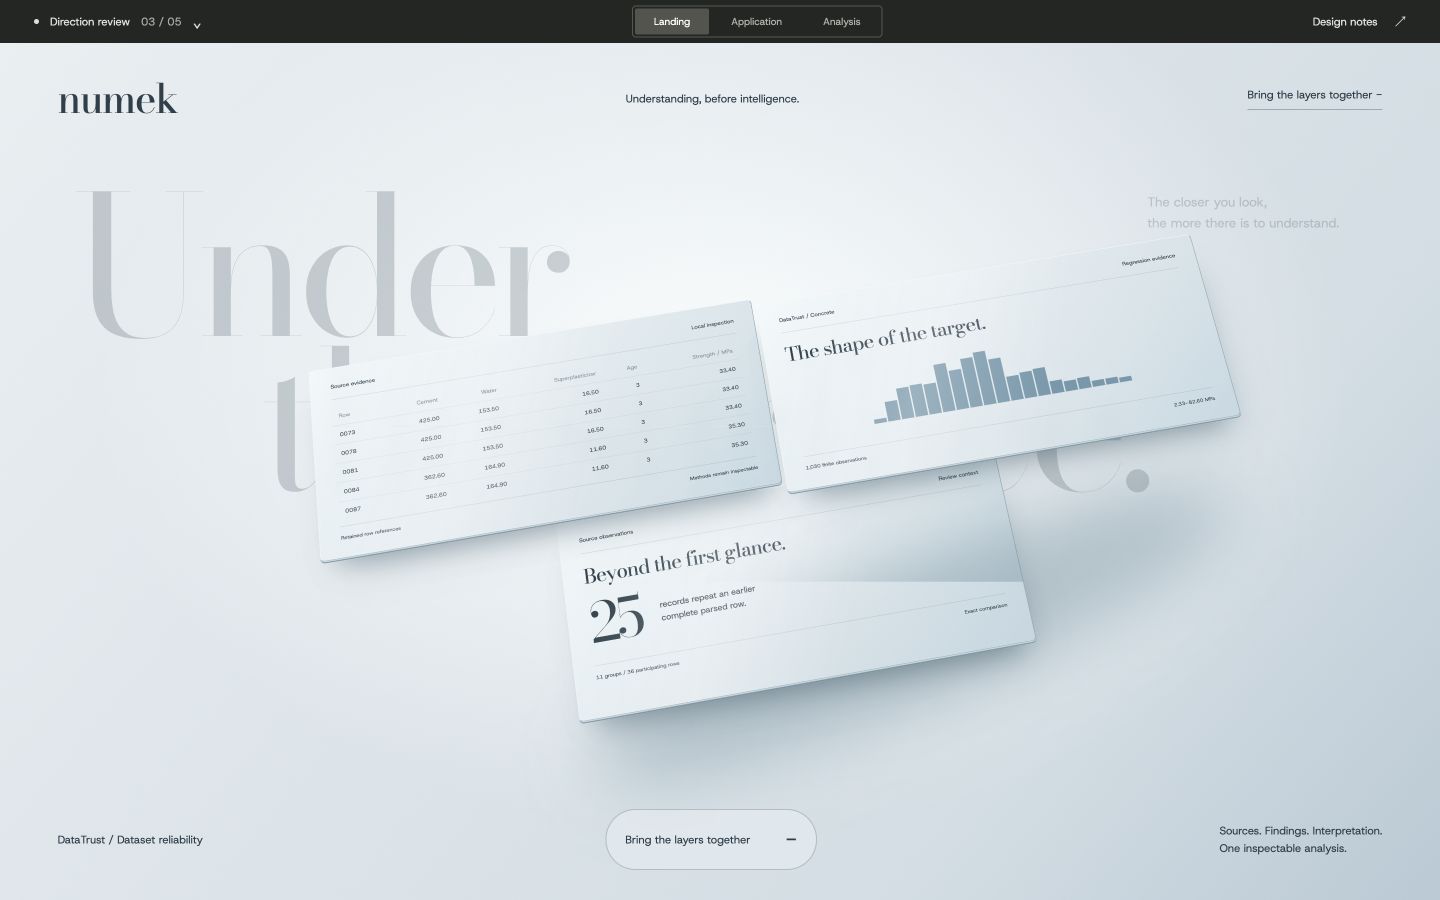 Direction review 03 / 05
Landing Application Analysis
Design notes
numek
Understanding, before intelligence.
Bring the layers together –
Under
t
The closer you look,
the more there is to understand.
c.
Source evidence
Local inspection
Row Cement Water Superplasticizer Age Strength / MPa
0073 425.00 153.50 16.50 3 33.40
0078 425.00 153.50 16.50 3 33.40
0081 425.00 153.50 16.50 3 33.40
0084 362.60 164.90 11.60 3 35.30
0087 362.60 164.90 11.60 3 35.30
Retained row references
Methods remain inspectable
DataTrust / Concrete
Regression evidence
The shape of the target.
1,030 finite observations
2.33–82.60 MPa
Source observations
Review context
Beyond the first glance.
25
records repeat an earlier
complete parsed row.
11 groups / 36 participating rows
Exact comparison
DataTrust / Dataset reliability
Bring the layers together –
Sources. Findings. Interpretation.
One inspectable analysis.